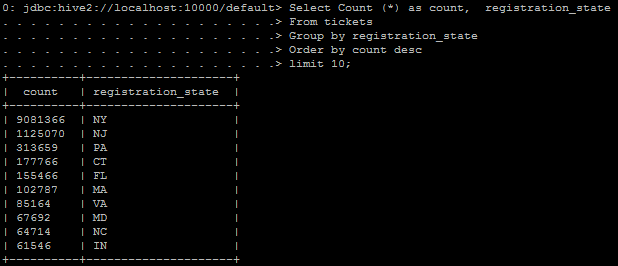 0: jdbc:hive2://localhost:10000/default> Select Count (*) as count,  registration_state
. . . . . . . . . . . . . . . . . . . .> From tickets
. . . . . . . . . . . . . . . . . . . .> Group by registration_state
. . . . . . . . . . . . . . . . . . . .> Order by count desc
. . . . . . . . . . . . . . . . . . . .> limit 10;
+----------+---------------------+
|  count   | registration_state  |
+----------+---------------------+
| 9081366  | NY                  |
| 1125070  | NJ                  |
| 313659   | PA                  |
| 177766   | CT                  |
| 155466   | FL                  |
| 102787   | MA                  |
| 85164    | VA                  |
| 67692    | MD                  |
| 64714    | NC                  |
| 61546    | IN                  |
+----------+---------------------+